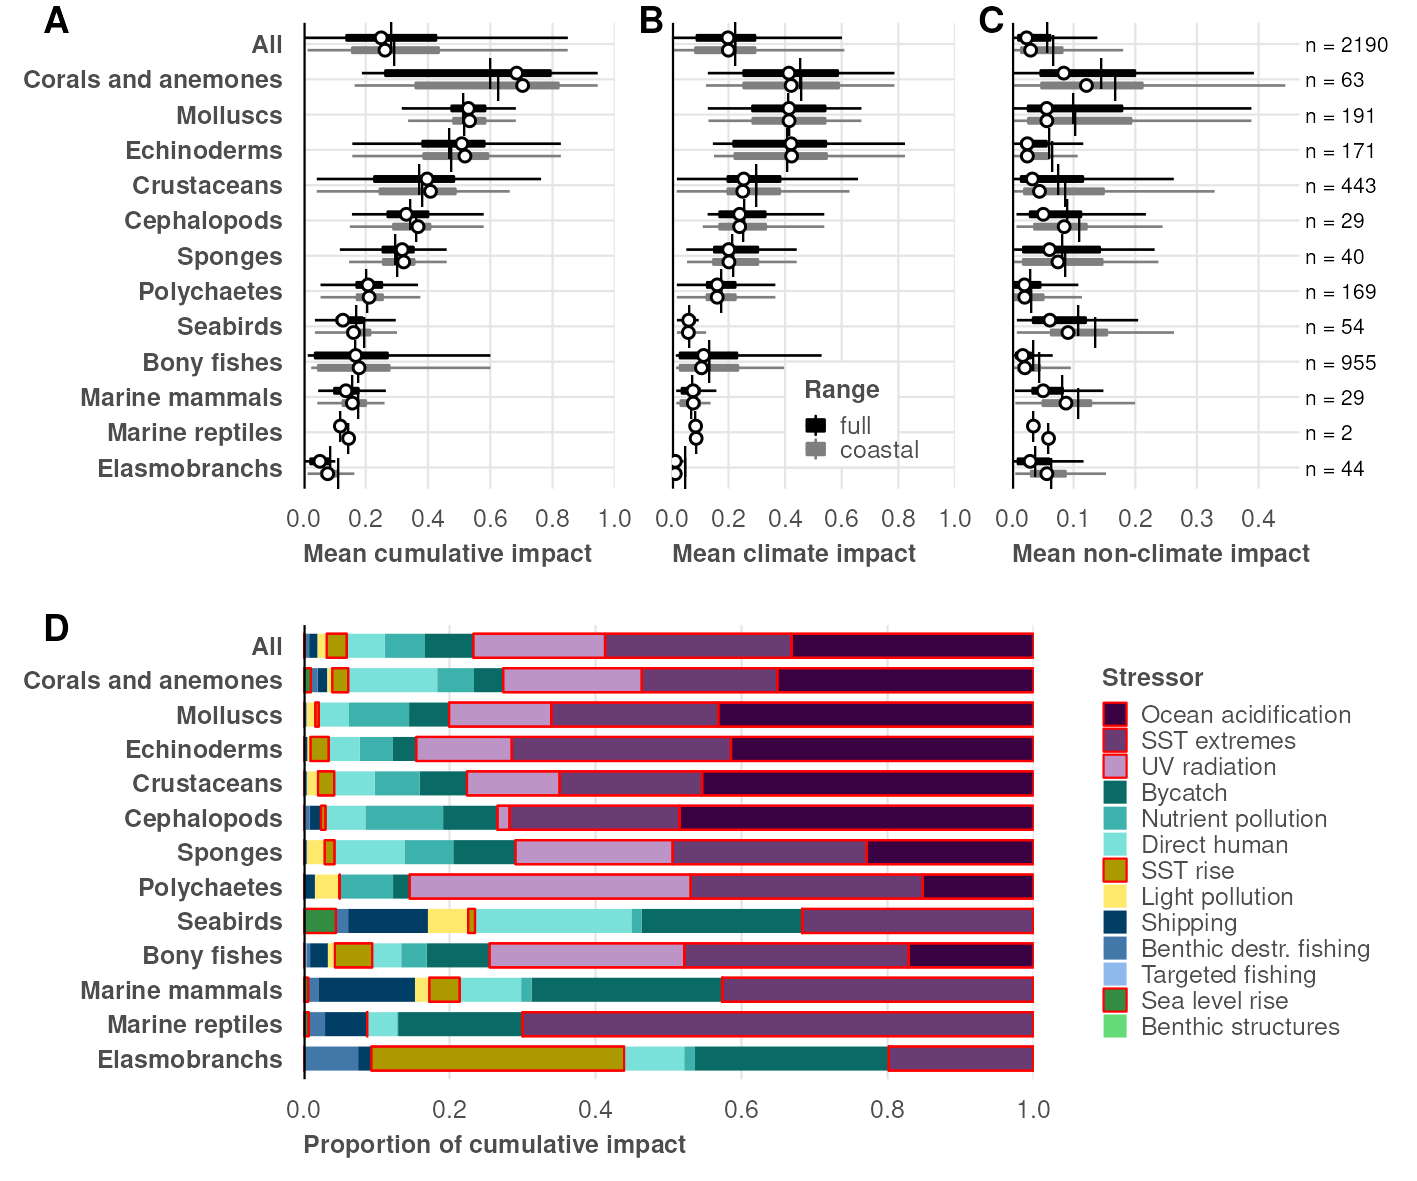 A
B
C
All
Corals and anemones
Molluscs
Echinoderms
Crustaceans
Cephalopods
Sponges
Polychaetes
Seabirds
Bony fishes
Marine mammals
Marine reptiles
Elasmobranchs
Range
full
coastal
n = 2190
n = 63
n = 191
n = 171
n = 443
n = 29
n = 40
n = 169
n = 54
n = 955
n = 29
n = 2
n = 44
0.0 0.2 0.4 0.6 0.8 1.0
0.0 0.2 0.4 0.6 0.8 1.0
0.0 0.1 0.2 0.3 0.4
Mean cumulative impact
Mean climate impact
Mean non-climate impact
D
All
Corals and anemones
Molluscs
Echinoderms
Crustaceans
Cephalopods
Sponges
Polychaetes
Seabirds
Bony fishes
Marine mammals
Marine reptiles
Elasmobranchs
0.0 0.2 0.4 0.6 0.8 1.0
Proportion of cumulative impact
Stressor
Ocean acidification
SST extremes
UV radiation
Bycatch
Nutrient pollution
Direct human
SST rise
Light pollution
Shipping
Benthic destr. fishing
Targeted fishing
Sea level rise
Benthic structures